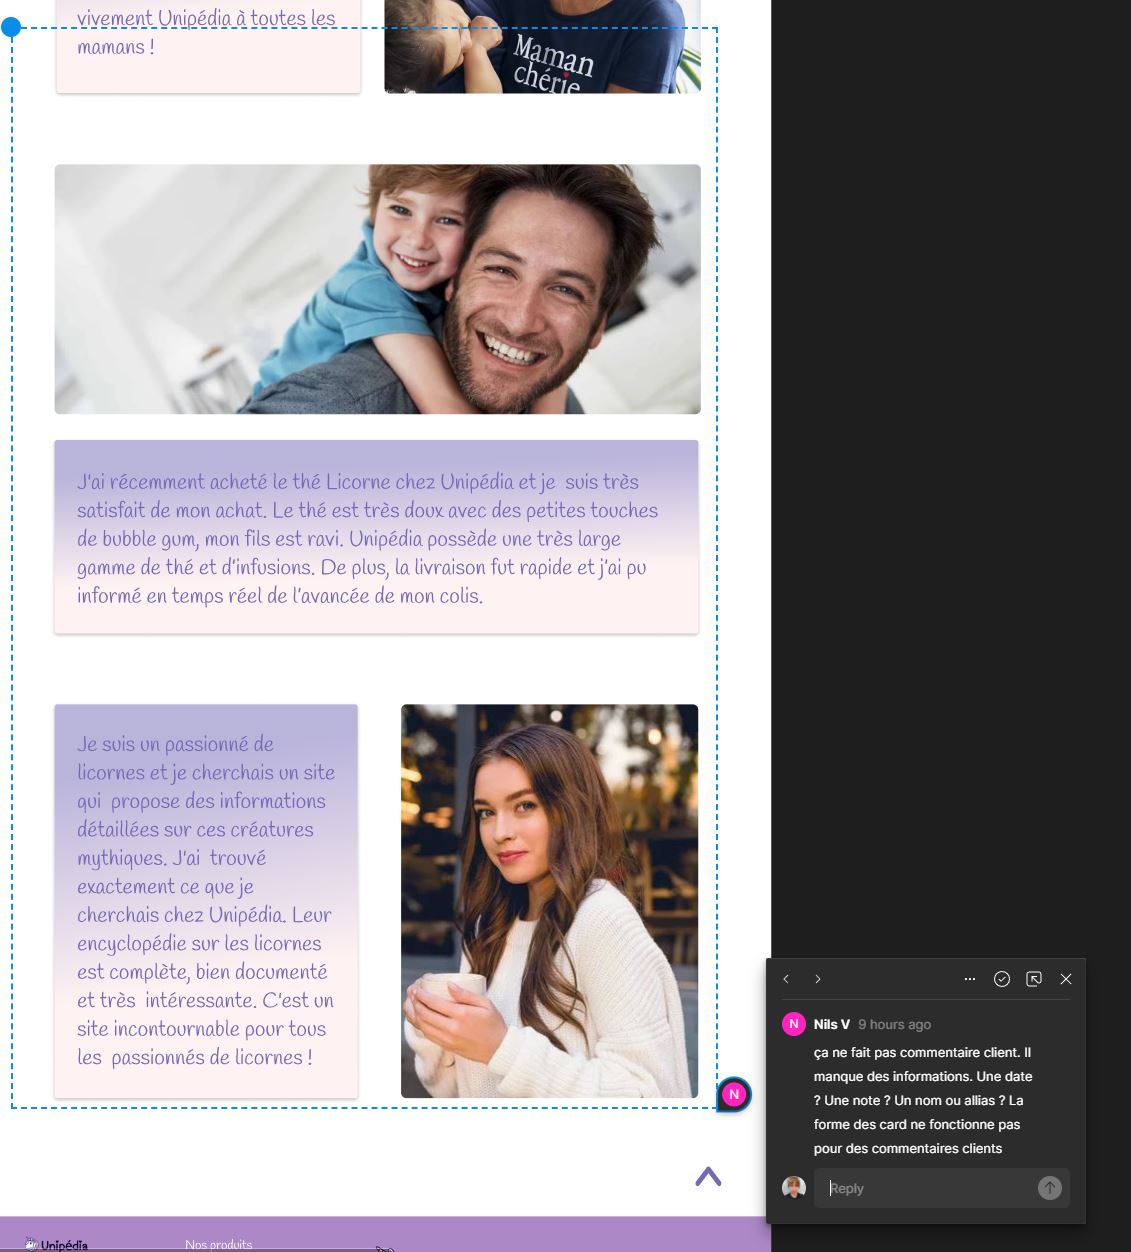 vivement Unipédia à toutes les
mamans !
Maman
chérie
J'ai récemment acheté le thé Licorne chez Unipédia et je  suis très
satisfait de mon achat. Le thé est très doux avec des petites touches
de bubble gum, mon fils est ravi. Unipédia possède une très large
gamme de thé et d'infusions. De plus, la livraison fut rapide et j'ai pu
informé en temps réel de l'avancée de mon colis.
Je suis un passionné de
licornes et je cherchais un site
qui  propose des informations
détaillées sur ces créatures
mythiques. J'ai  trouvé
exactement ce que je
cherchais chez Unipédia. Leur
encyclopédie sur les licornes
est complète, bien documenté
et très  intéressante. C'est un
site incontournable pour tous
les  passionnés de licornes !
N
N Nils V 9 hours ago
ça ne fait pas commentaire client. Il
manque des informations. Une date
? Une note ? Un nom ou allias ? La
forme des card ne fonctionne pas
pour des commentaires clients
Reply
Unipédia
Nos produits